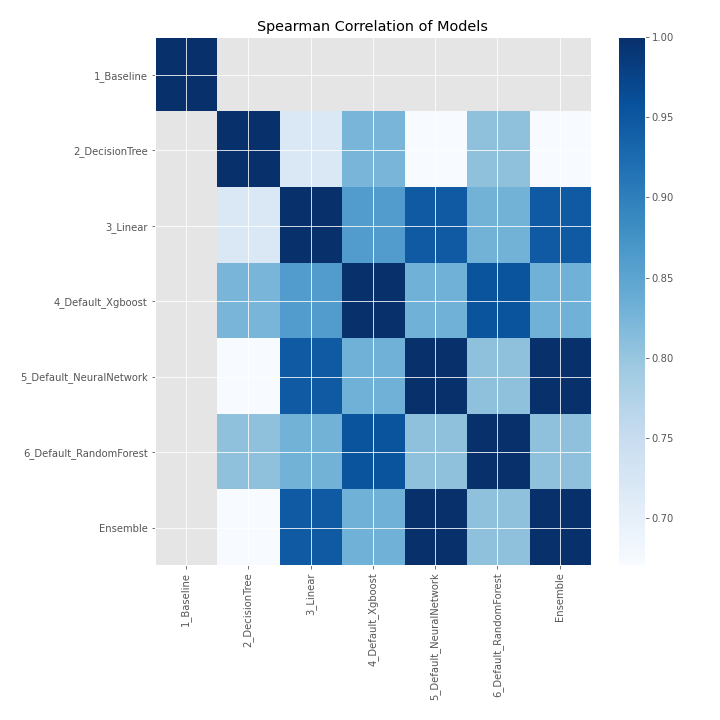 Spearman Correlation of Models
1_Baseline
2_DecisionTree
3_Linear
4_Default_Xgboost
5_Default_NeuralNetwork
6_Default_RandomForest
Ensemble
1_Baseline
2_DecisionTree
3_Linear
4_Default_Xgboost
5_Default_NeuralNetwork
6_Default_RandomForest
Ensemble
1.00
0.95
0.90
0.85
0.80
0.75
0.70